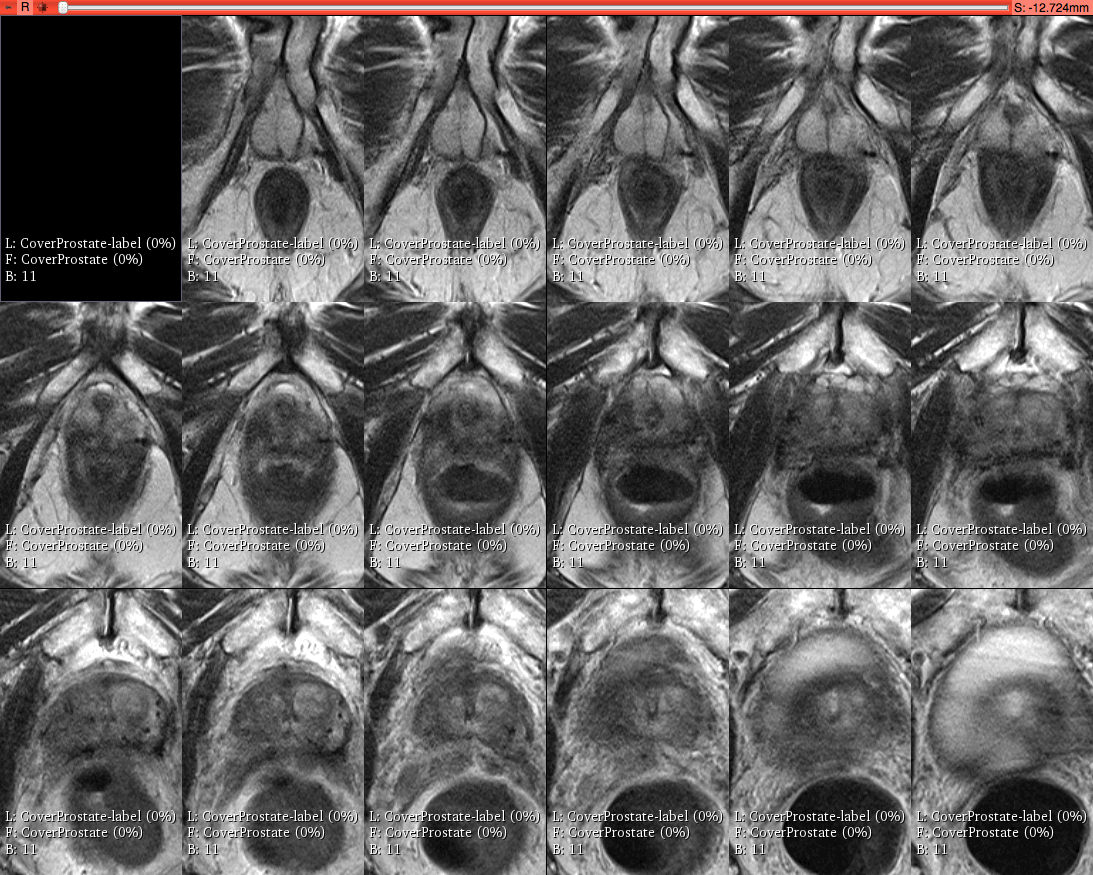 R S: -12.724mm
L: CoverProstate-label (0%)
F: CoverProstate (0%)
B: 11
L: CoverProstate-label (0%)
F: CoverProstate (0%)
B: 11
L: CoverProstate-label (0%)
F: CoverProstate (0%)
B: 11
L: CoverProstate-label (0%)
F: CoverProstate (0%)
B: 11
L: CoverProstate-label (0%)
F: CoverProstate (0%)
B: 11
L: CoverProstate-label (0%)
F: CoverProstate (0%)
B: 11
L: CoverProstate-label (0%)
F: CoverProstate (0%)
B: 11
L: CoverProstate-label (0%)
F: CoverProstate (0%)
B: 11
L: CoverProstate-label (0%)
F: CoverProstate (0%)
B: 11
L: CoverProstate-label (0%)
F: CoverProstate (0%)
B: 11
L: CoverProstate-label (0%)
F: CoverProstate (0%)
B: 11
L: CoverProstate-label (0%)
F: CoverProstate (0%)
B: 11
L: CoverProstate-label (0%)
F: CoverProstate (0%)
B: 11
L: CoverProstate-label (0%)
F: CoverProstate (0%)
B: 11
L: CoverProstate-label (0%)
F: CoverProstate (0%)
B: 11
L: CoverProstate-label (0%)
F: CoverProstate (0%)
B: 11
L: CoverProstate-label (0%)
F: CoverProstate (0%)
B: 11
L: CoverProstate-label (0%)
F: CoverProstate (0%)
B: 11